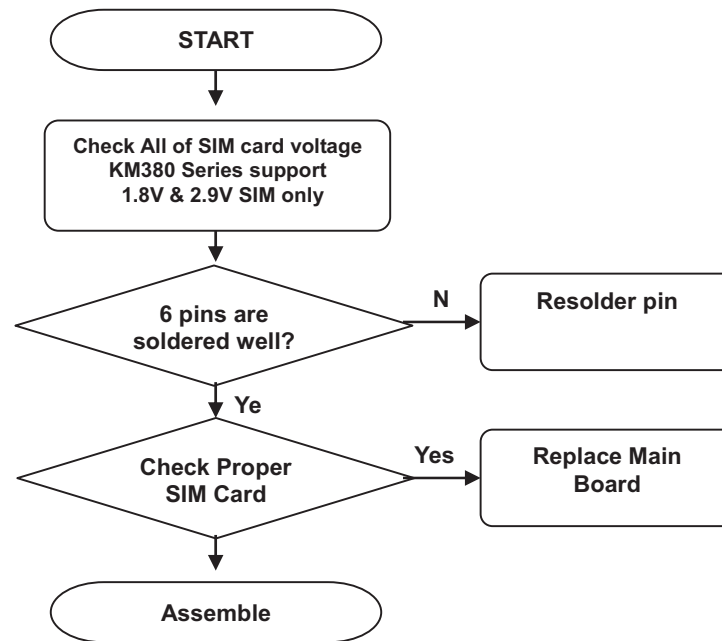 START
Check All of SIM card voltage
KM380 Series support
1.8V & 2.9V SIM only
6 pins are
soldered well?
N
Resolder pin
Ye
Check Proper
SIM Card
Yes
Replace Main
Board
Assemble